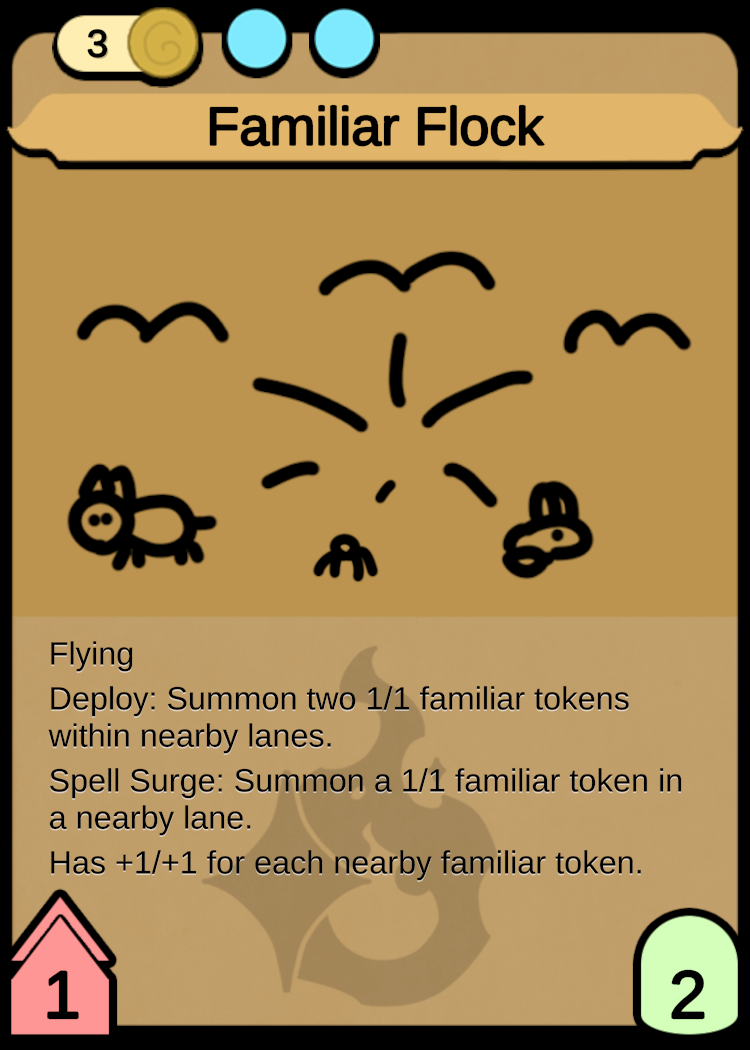 3
Familiar Flock
Flying
Deploy: Summon two 1/1 familiar tokens
within nearby lanes.
Spell Surge: Summon a 1/1 familiar token in
a nearby lane.
Has +1/+1 for each nearby familiar token.
1
2